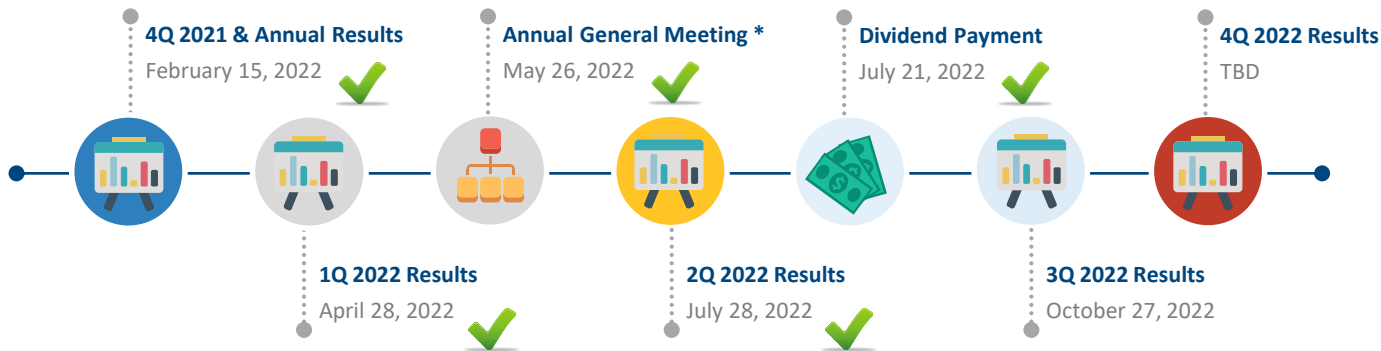 4Q 2021 & Annual Results
February 15, 2022
Annual General Meeting *
May 26, 2022
Dividend Payment
July 21, 2022
4Q 2022 Results
TBD
1Q 2022 Results
April 28, 2022
2Q 2022 Results
July 28, 2022
3Q 2022 Results
October 27, 2022